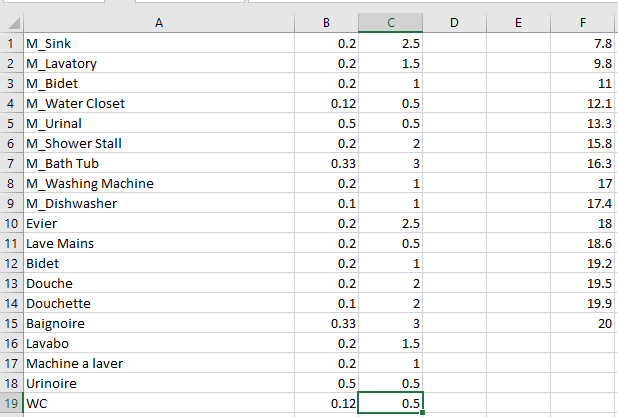 A B C D E F
1 M_Sink 0.2 2.5 7.8
2 M_Lavatory 0.2 1.5 9.8
3 M_Bidet 0.2 1 11
4 M_Water Closet 0.12 0.5 12.1
5 M_Urinal 0.5 0.5 13.3
6 M_Shower Stall 0.2 2 15.8
7 M_Bath Tub 0.33 3 16.3
8 M_Washing Machine 0.2 1 17
9 M_Dishwasher 0.1 1 17.4
10 Evier 0.2 2.5 18
11 Lave Mains 0.2 0.5 18.6
12 Bidet 0.2 1 19.2
13 Douche 0.2 2 19.5
14 Douchette 0.1 2 19.9
15 Baignoire 0.33 3 20
16 Lavabo 0.2 1.5
17 Machine a laver 0.2 1
18 Urinoire 0.5 0.5
19 WC 0.12 0.5